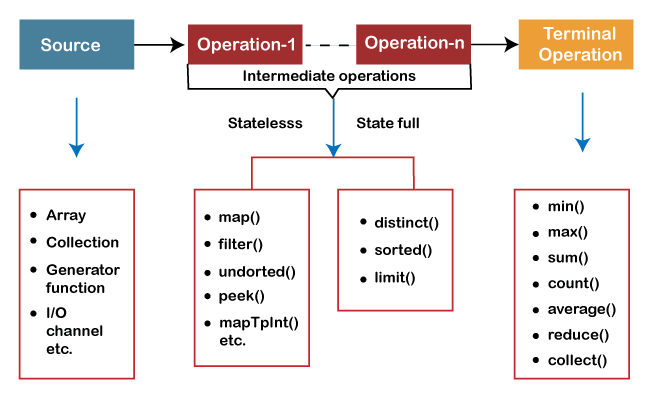 Source
Operation-1
Operation-n
Terminal
Operation
Intermediate operations
Statelesss
State full
Array
Collection
Generator
function
I/O
channel
etc.
map()
filter()
undorted()
peek()
mapTpInt()
etc.
distinct()
sorted()
limit()
min()
max()
sum()
count()
average()
reduce()
collect()